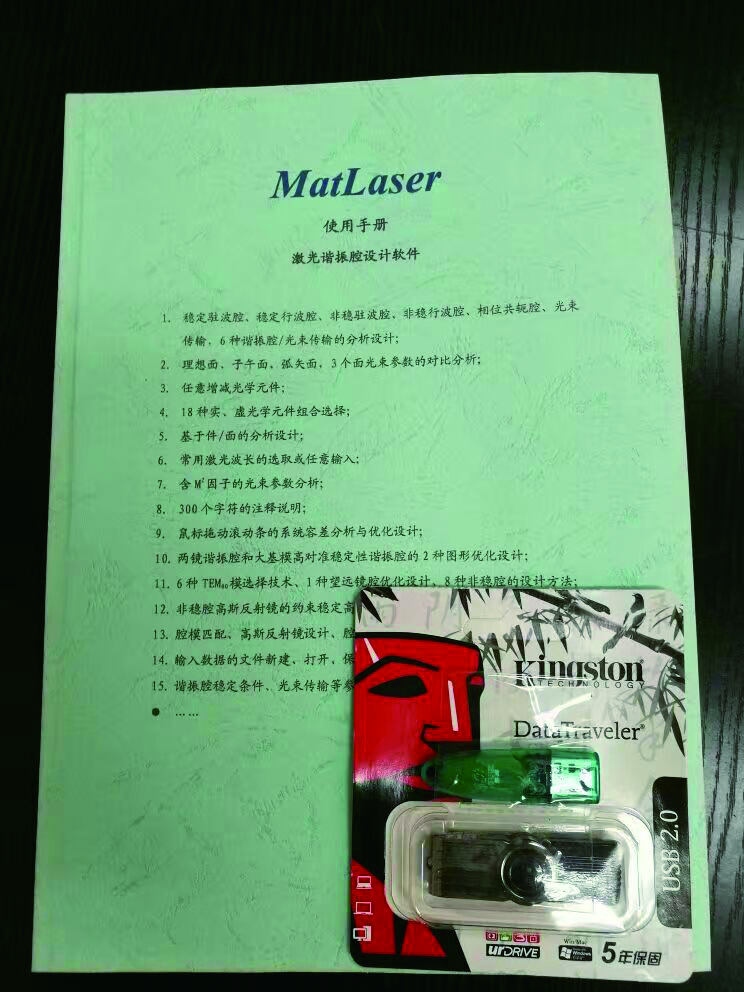 MatLaser
使用手册
激光谐振腔设计软件
1. 稳定驻波腔、稳定行波腔、非稳驻波腔、非稳行波腔、相位共轭腔、光束
传输，6种谐振腔/光束传输的分析设计；
2. 理想面、子午面、弧矢面，3个面光束参数的对比分析；
3. 任意增减光学元件；
4. 18种实、虚光学元件组合选择；
5. 基于件/面的分析设计；
6. 常用激光波长的选取或任意输入；
7. 含M²因子的光束参数分析；
8. 300个字符的注释说明；
9. 鼠标拖动滚动条的系统容差分析与优化设计；
10. 两镜谐振腔和大基模高对准稳定性谐振腔的2种图形优化设计；
11. 6种TEM₀₀模选择技术、1种望远镜腔优化设计、8种非稳腔的设计方法；
12. 非稳腔高斯反射镜的约束稳定高
13. 腔模匹配、高斯反射镜设计、腔
14. 输入数据的文件新建、打开、保
15. 谐振腔稳定条件、光束传输等参
● ……
Kingston
TECHNOLOGY
DataTraveler®
USB 2.0
urDRIVE
Win/Mac
Windows
5年保固